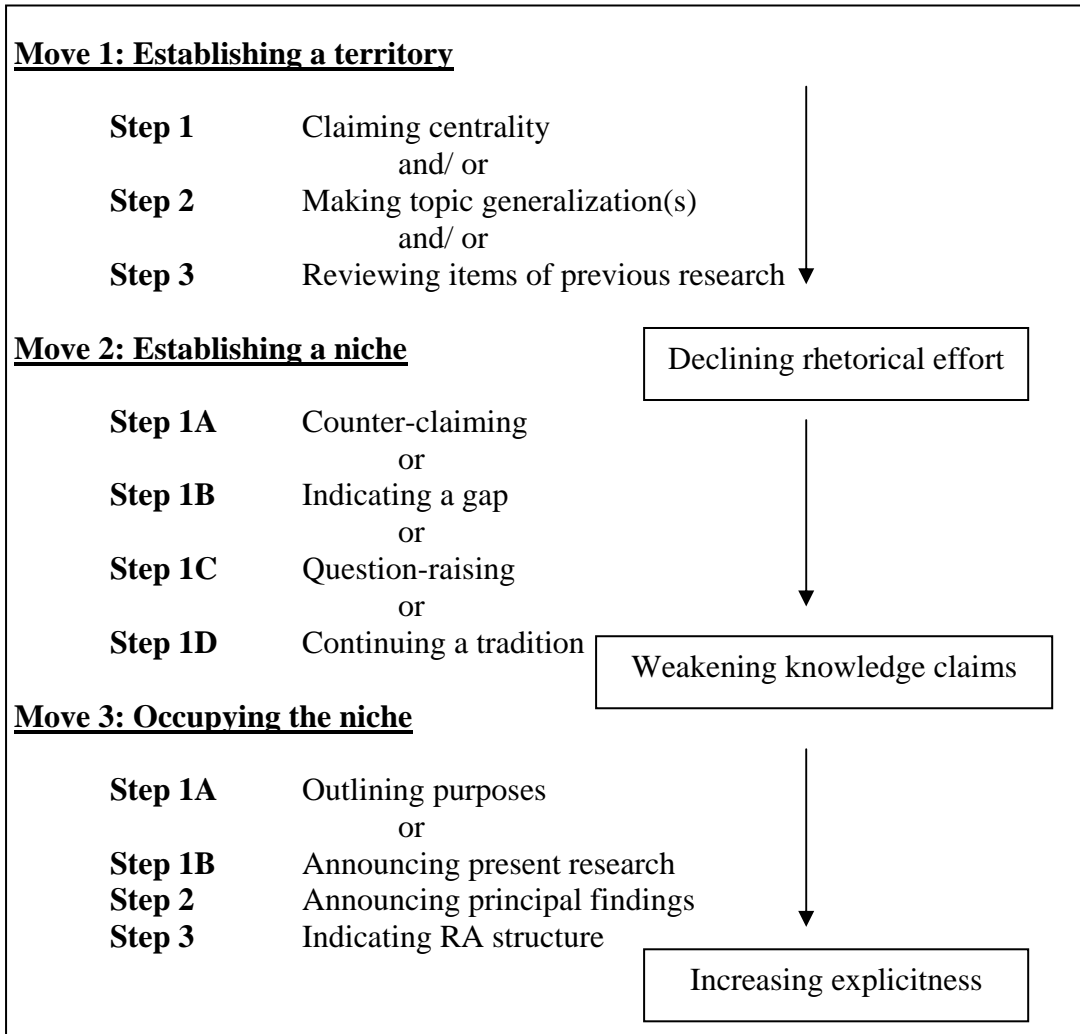 Move 1: Establishing a territory
Step 1 Claiming centrality
and/ or
Step 2 Making topic generalization(s)
and/ or
Step 3 Reviewing items of previous research
Declining rhetorical effort
Move 2: Establishing a niche
Step 1A Counter-claiming
or
Step 1B Indicating a gap
or
Step 1C Question-raising
or
Step 1D Continuing a tradition
Weakening knowledge claims
Move 3: Occupying the niche
Step 1A Outlining purposes
or
Step 1B Announcing present research
Step 2 Announcing principal findings
Step 3 Indicating RA structure
Increasing explicitness